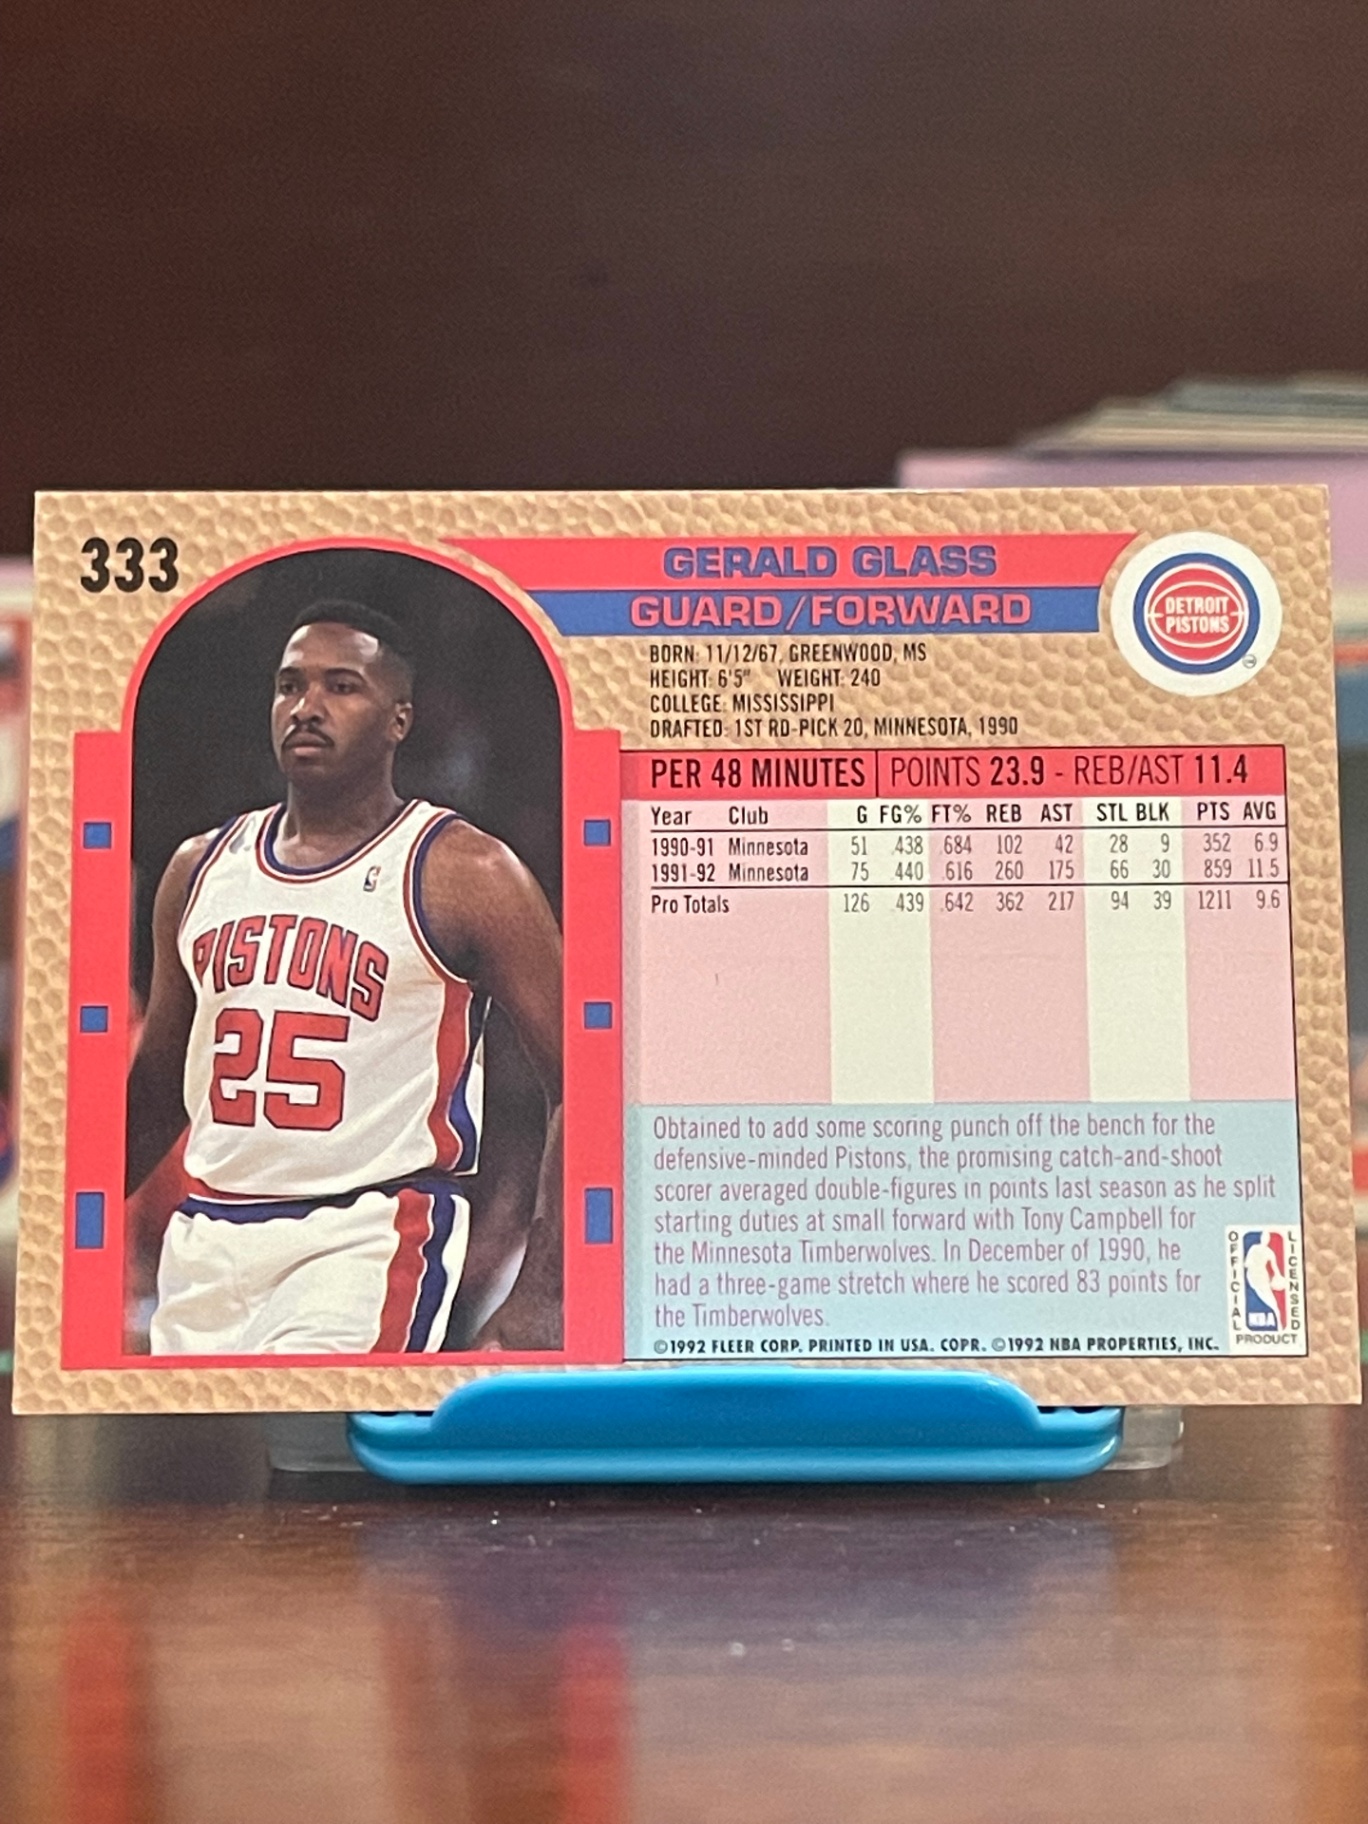 333
GERALD GLASS
GUARD/FORWARD
DETROIT
PISTONS
BORN: 11/12/67, GREENWOOD, MS
HEIGHT: 6'5" WEIGHT: 240
COLLEGE: MISSISSIPPI
DRAFTED: 1ST RD-PICK 20, MINNESOTA, 1990
PER 48 MINUTES POINTS 23.9 - REB/AST 11.4
Year Club G FG% FT% REB AST STL BLK PTS AVG
1990-91 Minnesota 51 .438 .684 102 42 28 9 352 6.9
1991-92 Minnesota 75 .440 .616 260 175 66 30 859 11.5
Pro Totals 126 .439 .642 362 217 94 39 1211 9.6
PISTONS
25
Obtained to add some scoring punch off the bench for the
defensive-minded Pistons, the promising catch-and-shoot
scorer averaged double-figures in points last season as he split
starting duties at small forward with Tony Campbell for
the Minnesota Timberwolves. In December of 1990, he
had a three-game stretch where he scored 83 points for
the Timberwolves.
©1992 FLEER CORP. PRINTED IN USA. COPR. ©1992 NBA PROPERTIES, INC.
OFFICIAL
NBA
LICENSED
PRODUCT